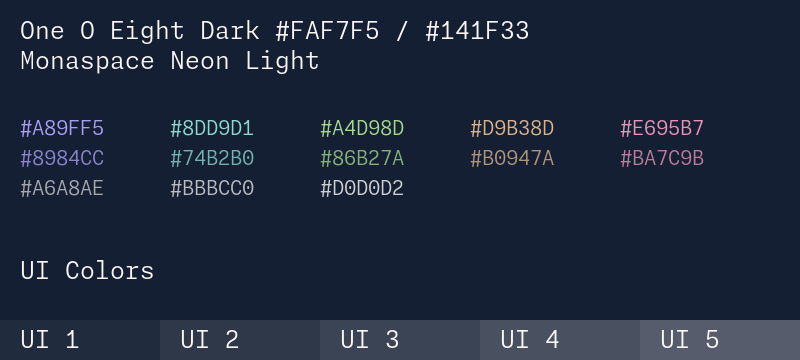 One O Eight Dark #FAF7F5 / #141F33
Monaspace Neon Light
#A89FF5 #8DD9D1 #A4D98D #D9B38D #E695B7
#8984CC #74B2B0 #86B27A #B0947A #BA7C9B
#A6A8AE #BBBCC0 #D0D0D2
UI Colors
UI 1 UI 2 UI 3 UI 4 UI 5